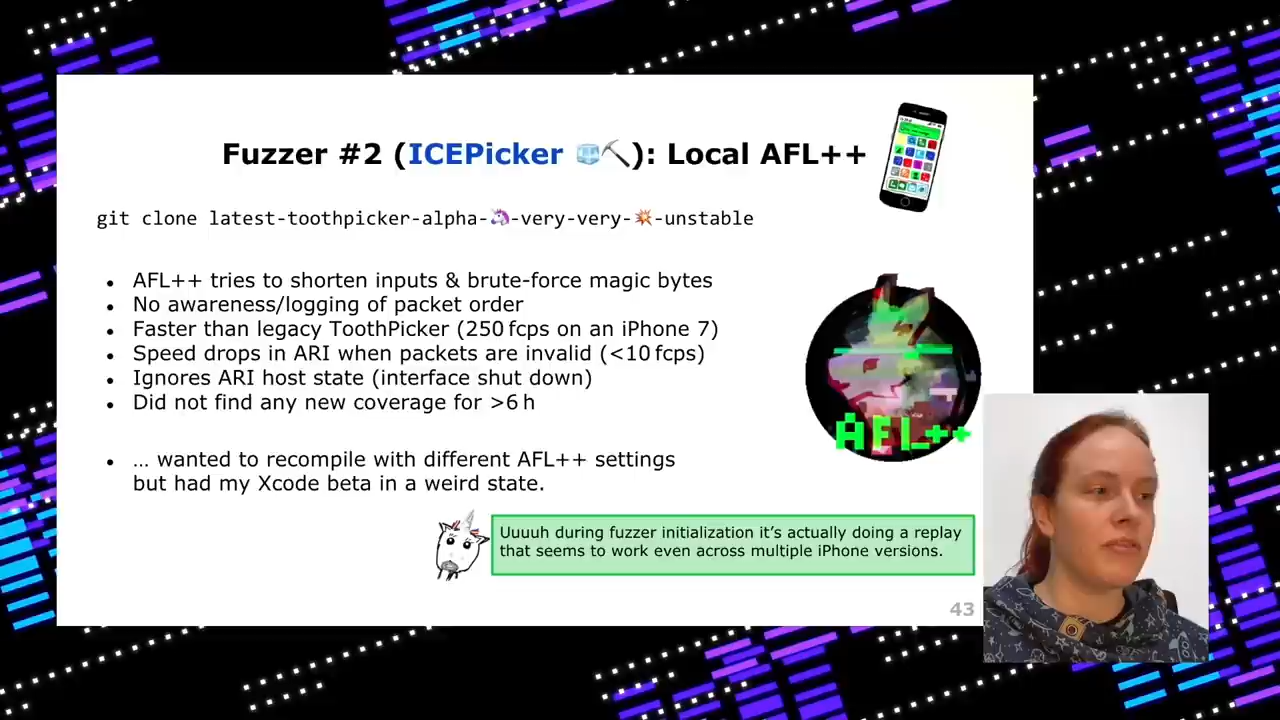 Fuzzer #2 (ICEPicker 🧊⛏️): Local AFL++
git clone latest-toothpicker-alpha-🦄-very-very-💥-unstable
• AFL++ tries to shorten inputs & brute-force magic bytes
• No awareness/logging of packet order
• Faster than legacy ToothPicker (250 fcps on an iPhone 7)
• Speed drops in ARI when packets are invalid (<10 fcps)
• Ignores ARI host state (interface shut down)
• Did not find any new coverage for >6 h
AFL++
• … wanted to recompile with different AFL++ settings
but had my Xcode beta in a weird state.
Uuuuh during fuzzer initialization it’s actually doing a replay
that seems to work even across multiple iPhone versions.
43